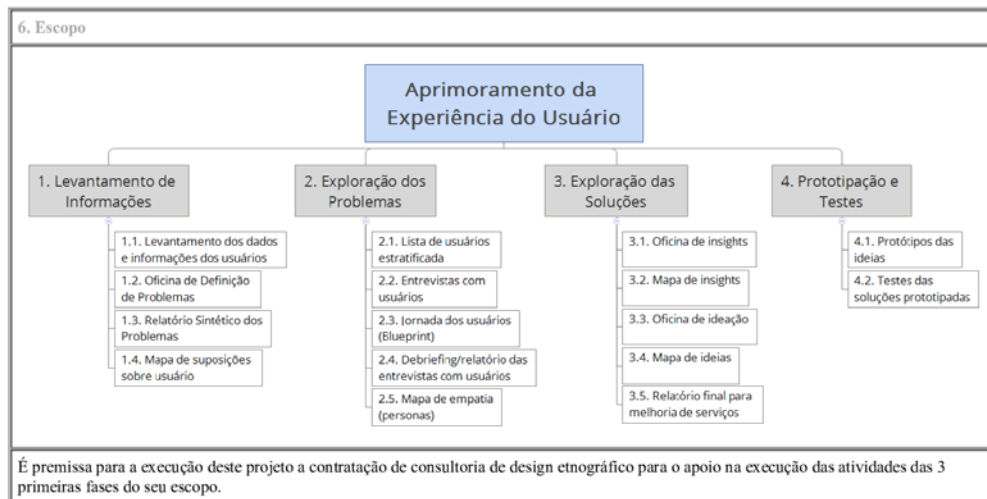 6. Escopo
Aprimoramento da
Experiência do Usuário
1. Levantamento de
Informações
1.1. Levantamento dos dados
e informações dos usuários
1.2. Oficina de Definição
de Problemas
1.3. Relatório Sintético dos
Problemas
1.4. Mapa de suposições
sobre usuário
2. Exploração dos
Problemas
2.1. Lista de usuários
estratificada
2.2. Entrevistas com
usuários
2.3. Jornada dos usuários
(Blueprint)
2.4. Debriefing/relatório das
entrevistas com usuários
2.5. Mapa de empatia
(personas)
3. Exploração das
Soluções
3.1. Oficina de insights
3.2. Mapa de insights
3.3. Oficina de ideação
3.4. Mapa de ideias
3.5. Relatório final para
melhoria de serviços
4. Prototipação e
Testes
4.1. Protótipos das
ideias
4.2. Testes das
soluções prototipadas
É premissa para a execução deste projeto a contratação de consultoria de design etnográfico para o apoio na execução das atividades das 3
primeiras fases do seu escopo.